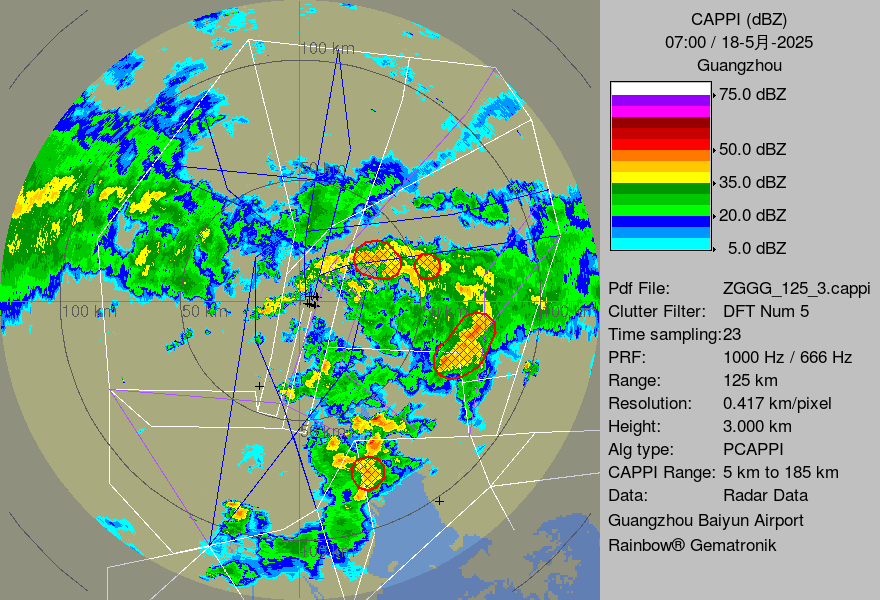 CAPPI (dBZ)
07:00 / 18-5月-2025
Guangzhou
75.0 dBZ
50.0 dBZ
35.0 dBZ
20.0 dBZ
5.0 dBZ
Pdf File: ZGGG_125_3.cappi
Clutter Filter: DFT Num 5
Time sampling:23
PRF: 1000 Hz / 666 Hz
Range: 125 km
Resolution: 0.417 km/pixel
Height: 3.000 km
Alg type: PCAPPI
CAPPI Range: 5 km to 185 km
Data: Radar Data
Guangzhou Baiyun Airport
Rainbow® Gematronik
100 km
100 km
50 km
50 km